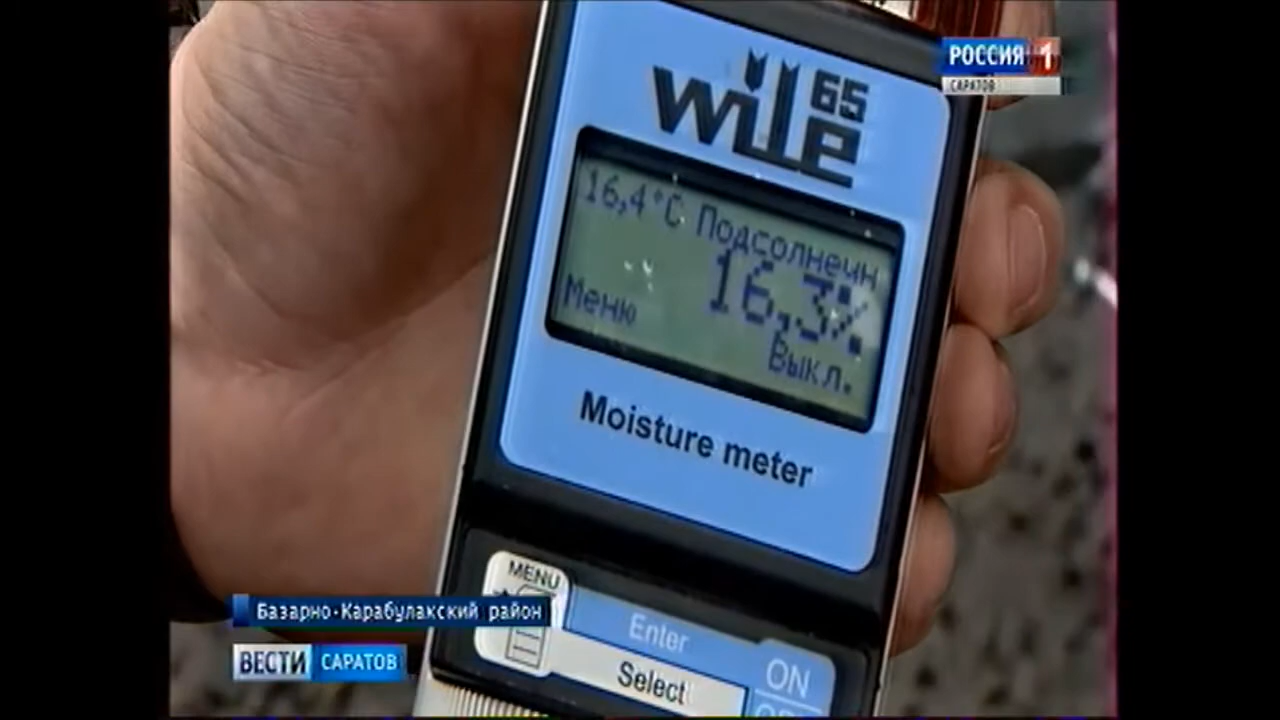 РОССИЯ 1
САРАТОВ
wile 65
16,4°C Подсолнечн
16,3%
Меню
Выкл.
Moisture meter
MENU
Enter
Select
ON
Базарно-Карабулакский район
ВЕСТИ САРАТОВ